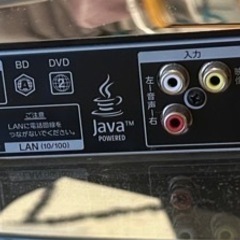 BD DVD
A 2
入力
左ー音声ー右
ご注意
LANに電話回線を
つながないでください。
LAN (10/100)
Java™
POWERED